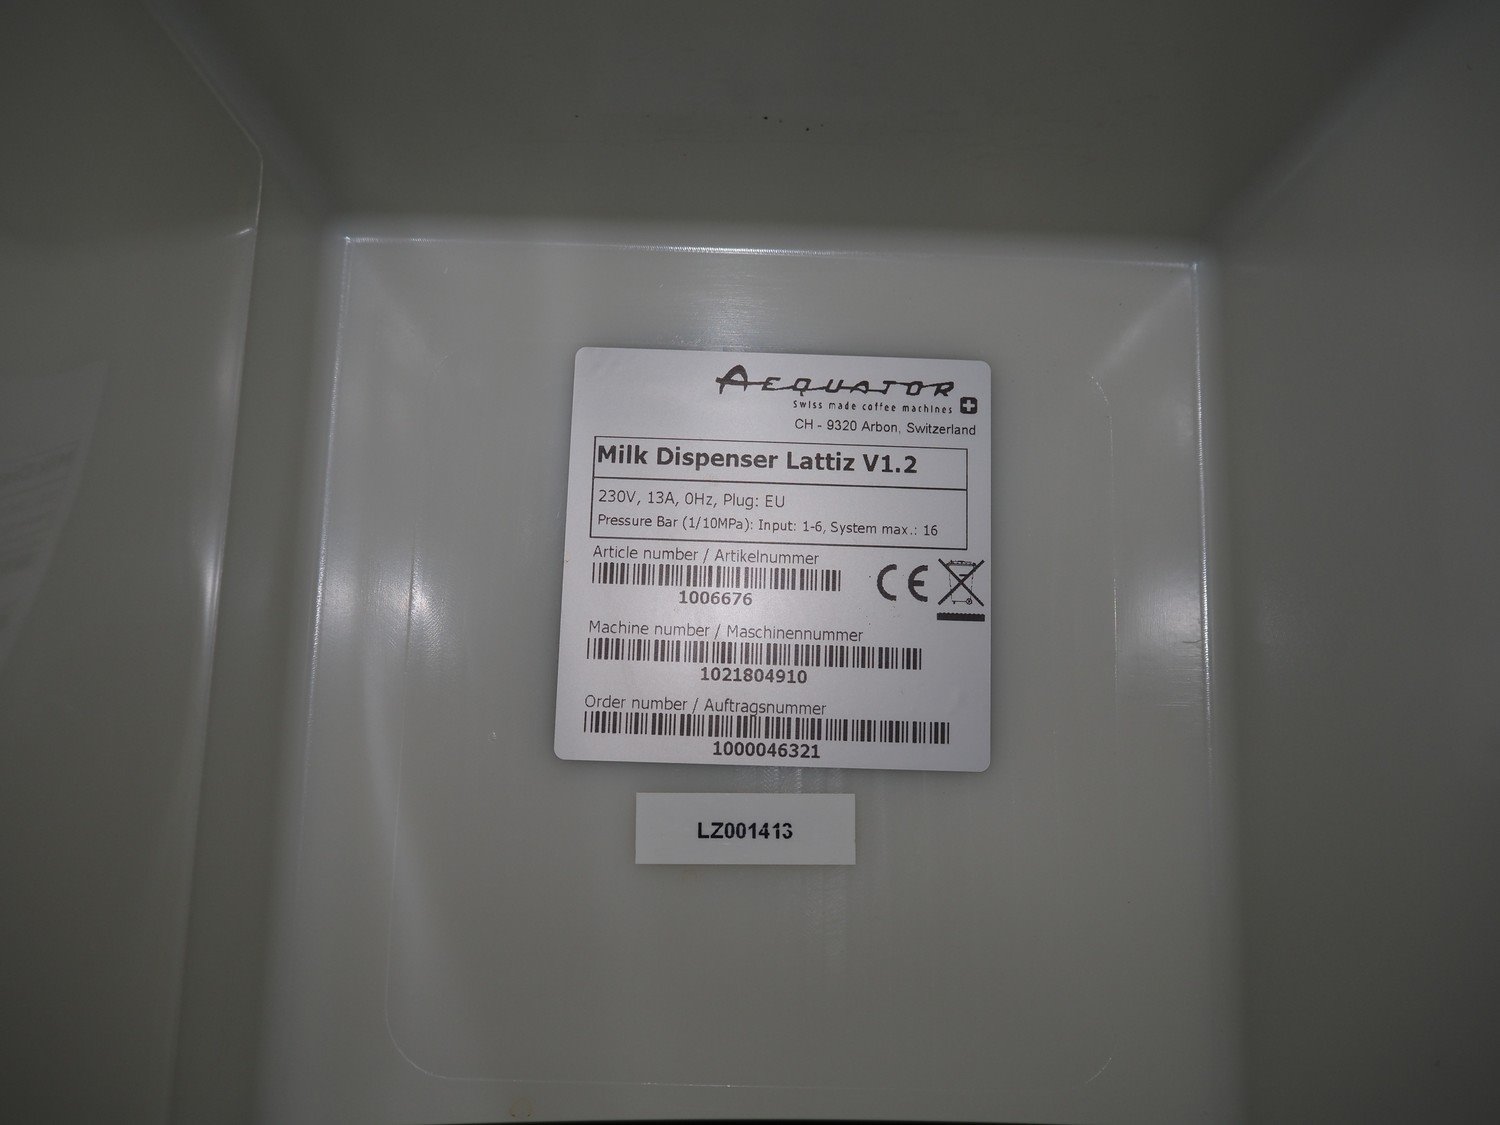 AEQUATOR
Swiss made coffee machines
CH - 9320 Arbon, Switzerland
Milk Dispenser Lattiz V1.2
230V, 13A, 0Hz, Plug: EU
Pressure Bar (1/10MPa): Input: 1-6, System max.: 16
Article number / Artikelnummer
1006676
CE
Machine number / Maschinennummer
1021804910
Order number / Auftragsnummer
1000046321
LZ001413